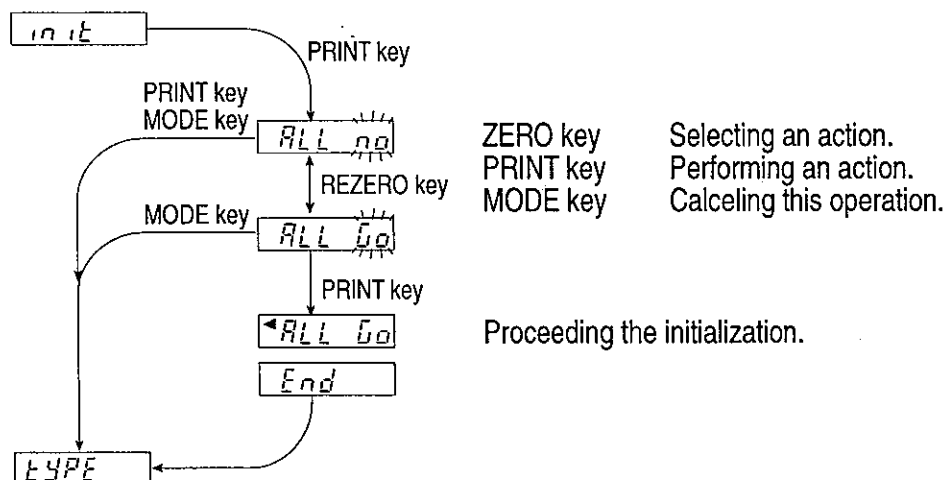 init
PRINT key
PRINT key
MODE key
ALL no
ZERO key Selecting an action.
PRINT key Performing an action.
MODE key Calceling this operation.
REZERO key
MODE key
ALL Go
PRINT key
ALL Go
Proceeding the initialization.
End
tYPE